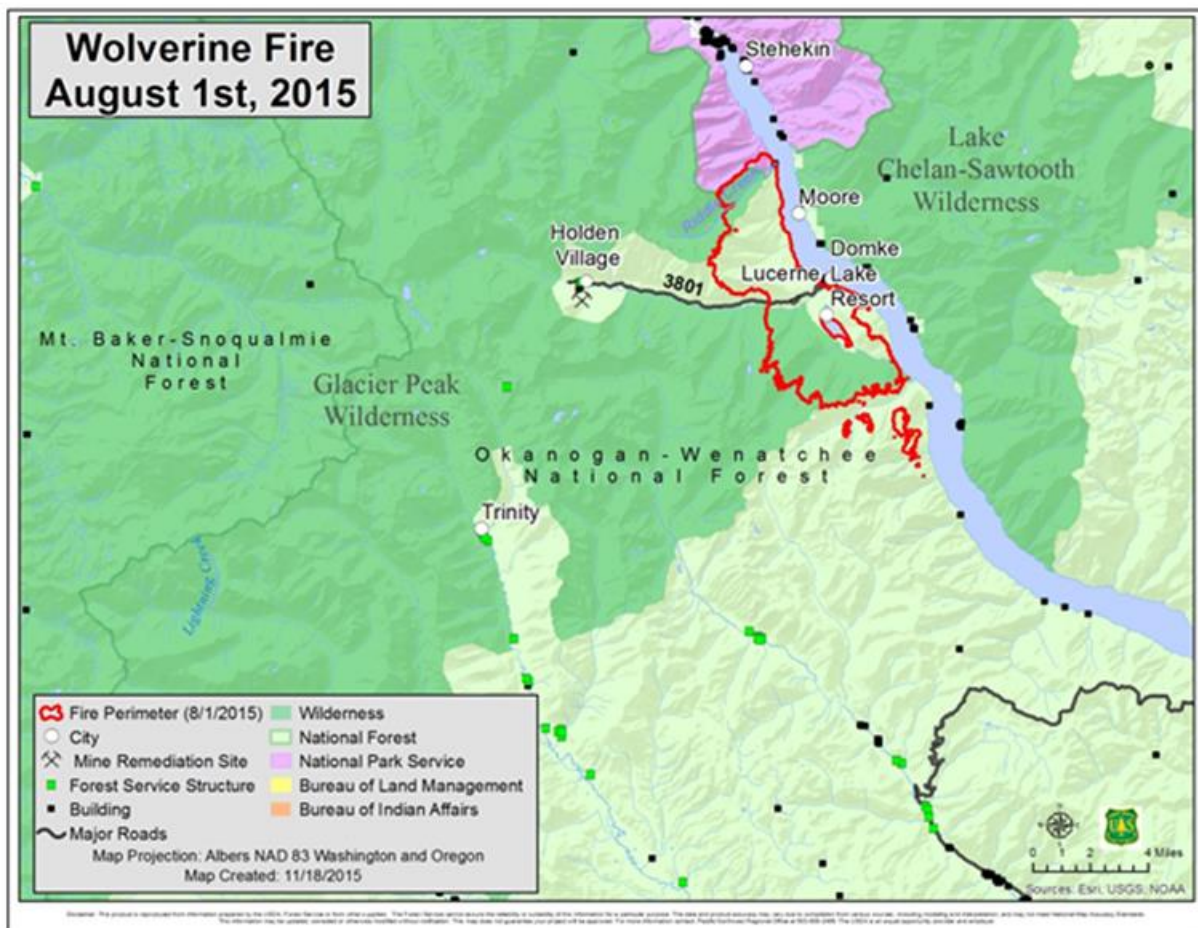 Wolverine Fire
August 1st, 2015
Stehekin
Lake
Chelan-Sawtooth
Wilderness
Moore
Holden
Village
Domke
Lucerne Lake
Resort
3801
Mt. Baker-Snoqualmie
National
Forest
Glacier Peak
Wilderness
Okanogan-Wenatchee
National Forest
Trinity
Lightning Creek
Fire Perimeter (8/1/2015)
City
Mine Remediation Site
Forest Service Structure
Building
Major Roads
Wilderness
National Forest
National Park Service
Bureau of Land Management
Bureau of Indian Affairs
Map Projection: Albers NAD 83 Washington and Oregon
Map Created: 11/18/2015
0 1 2 4 Miles
Sources: Esri, USGS, NOAA